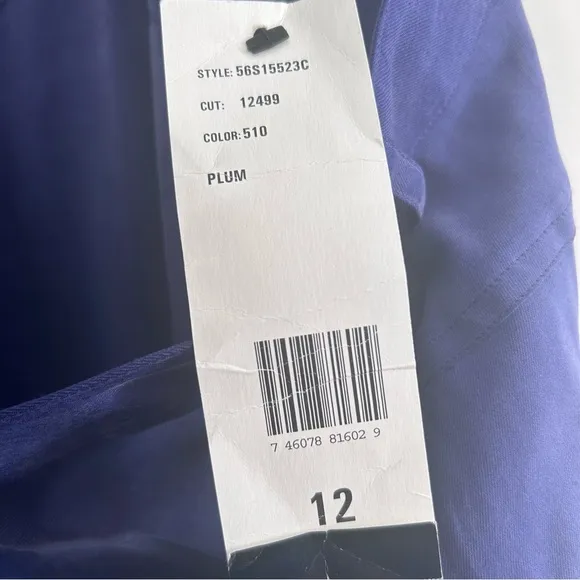 STYLE: 56S15523C
CUT: 12499
COLOR: 510
PLUM
7 46078 81602 9
12